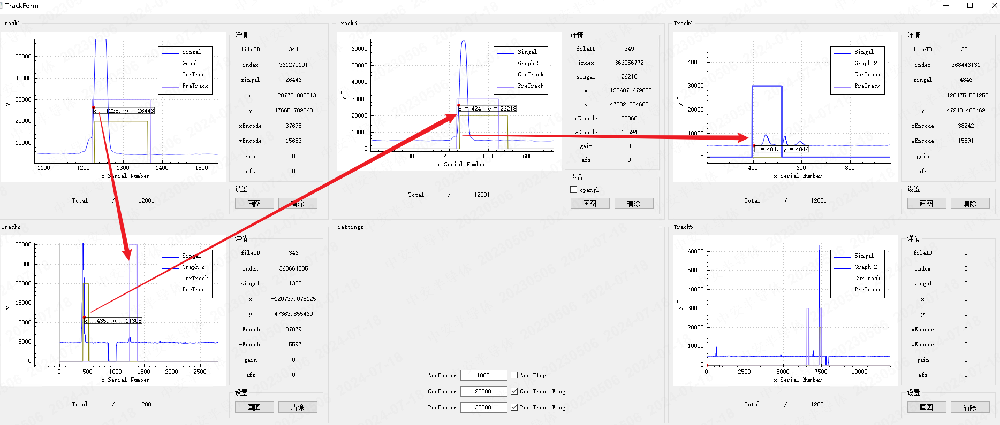 TrackForm
Track1
50000
40000
30000
20000
10000
y I
1100
1200
1300
1400
1500
x Serial Number
Singal
Graph 2
CurTrack
PreTrack
x = 1225, y = 26446
Total / 12001
详情
fileID 344
index 361270101
singal 26446
x -120775.882813
y 47665.789063
xEncode 37698
wEncode 15683
gain 0
afs 0
设置
画图
清除
Track3
60000
50000
40000
30000
20000
10000
0
y I
300
400
500
600
x Serial Number
Singal
Graph 2
CurTrack
PreTrack
x = 424, y = 26218
Total / 12001
详情
fileID 349
index 366056772
singal 26218
x -120607.679688
y 47302.304688
xEncode 38060
wEncode 15594
gain 0
afs 0
设置
opengl
画图
清除
Track4
40000
30000
20000
10000
0
y I
400
600
800
x Serial Number
Singal
Graph 2
CurTrack
PreTrack
x = 404, y = 4846
Total / 12001
详情
fileID 351
index 368446131
singal 4846
x -120475.531250
y 47240.480469
xEncode 38242
wEncode 15591
gain 0
afs 0
设置
画图
清除
Track2
30000
25000
20000
15000
10000
5000
0
y I
0
500
1000
1500
2000
2500
x Serial Number
Singal
Graph 2
CurTrack
PreTrack
x = 435, y = 11305
Total / 12001
详情
fileID 346
index 363664505
singal 11305
x -120739.078125
y 47363.855469
xEncode 37879
wEncode 15597
gain 0
afs 0
设置
画图
清除
Settings
AccFactor 1000 Acc Flag
CurFactor 20000 Cur Track Flag
PreFactor 30000 Pre Track Flag
Track5
60000
50000
40000
30000
20000
10000
0
y I
0
2500
5000
7500
10000
x Serial Number
Singal
Graph 2
CurTrack
PreTrack
Total / 12001
详情
fileID 0
index 0
singal 0
x 0
y 0
xEncode 0
wEncode 0
gain 0
afs 0
设置
画图
清除